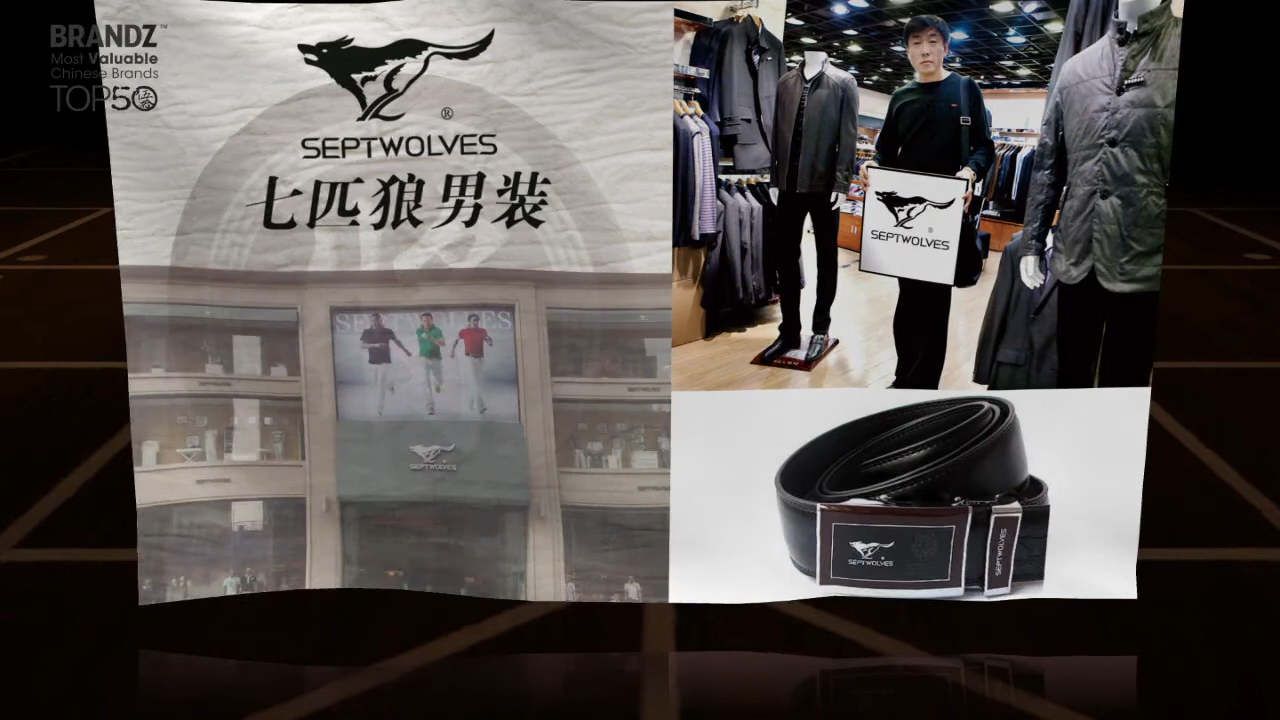 BRANDZ™
Most Valuable
Chinese Brands
TOP50
®
SEPTWOLVES
七匹狼男装
SEPTWOLVES
SEPTWOLVES
®
SEPTWOLVES
SEPTWOLVES
SEPTWOLVES